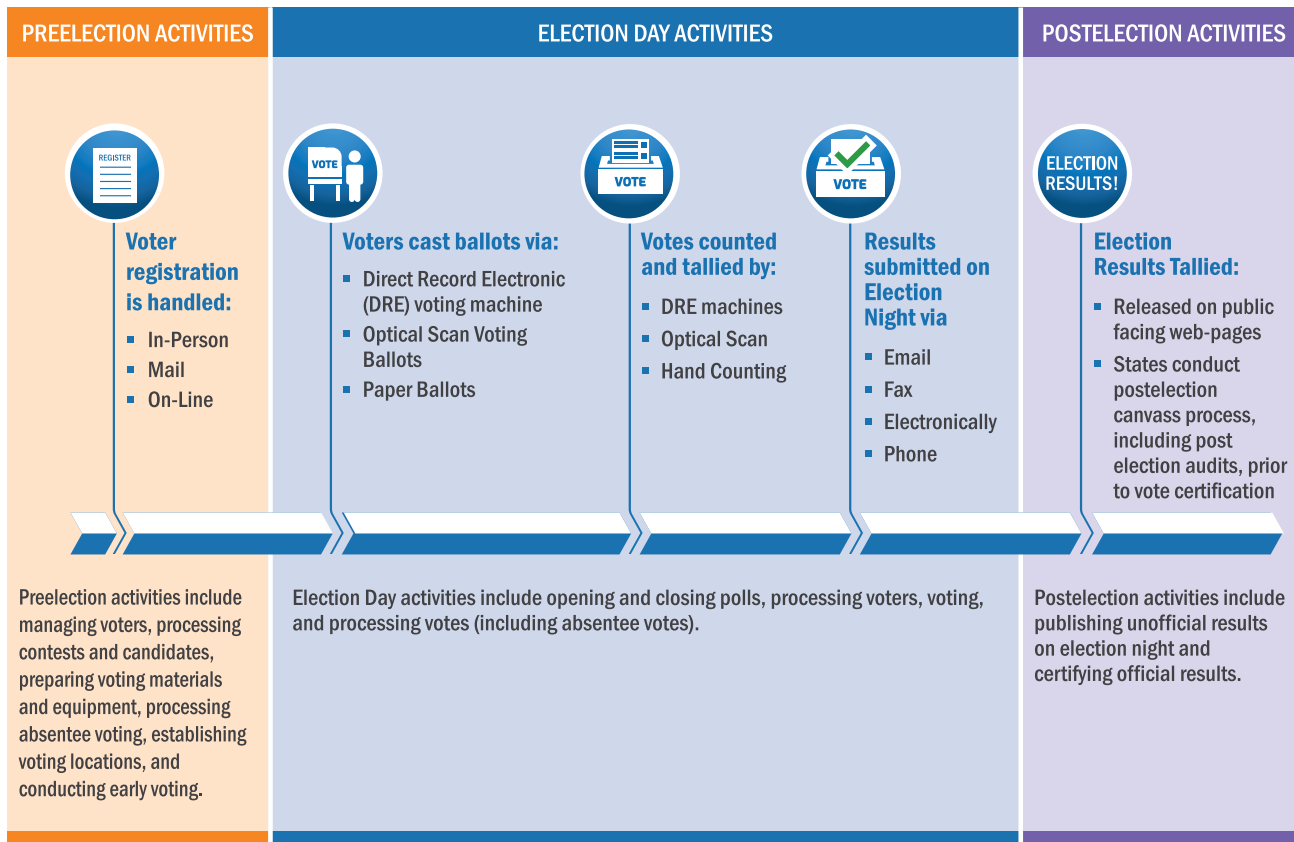 PREELECTION ACTIVITIES
ELECTION DAY ACTIVITIES
POSTELECTION ACTIVITIES
REGISTER
Voter
registration
is handled:
In-Person
Mail
On-Line
VOTE
Voters cast ballots via:
Direct Record Electronic
(DRE) voting machine
Optical Scan Voting
Ballots
Paper Ballots
VOTE
Votes counted
and tallied by:
DRE machines
Optical Scan
Hand Counting
VOTE
Results
submitted on
Election
Night via
Email
Fax
Electronically
Phone
ELECTION
RESULTS!
Election
Results Tallied:
Released on public
facing web-pages
States conduct
postelection
canvass process,
including post
election audits, prior
to vote certification
Preelection activities include
managing voters, processing
contests and candidates,
preparing voting materials
and equipment, processing
absentee voting, establishing
voting locations, and
conducting early voting.
Election Day activities include opening and closing polls, processing voters, voting,
and processing votes (including absentee votes).
Postelection activities include
publishing unofficial results
on election night and
certifying official results.